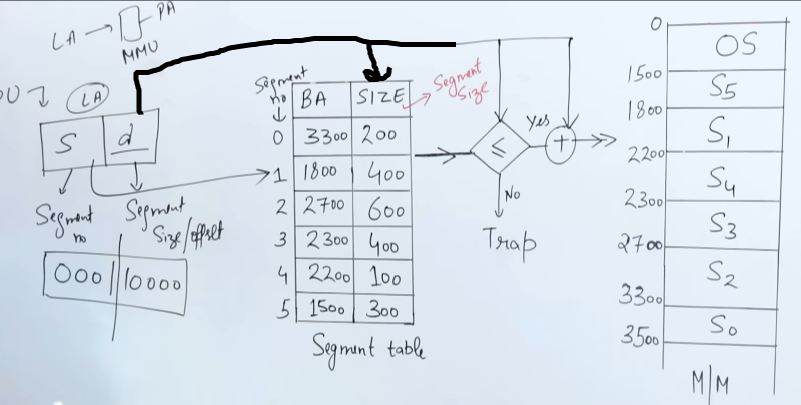 LA → PA
MMU
LA
S d
Segment no
Segment Size/offset
000 | 10000
Segment no
BA SIZE
Segment Size
0 3300 200
1 1800 400
2 2700 600
3 2300 400
4 2200 100
5 1500 300
Segment table
≤
yes
+
No
Trap
0
OS
1500
S5
1800
S1
2200
S4
2300
S3
2700
S2
3300
S0
3500
M|M